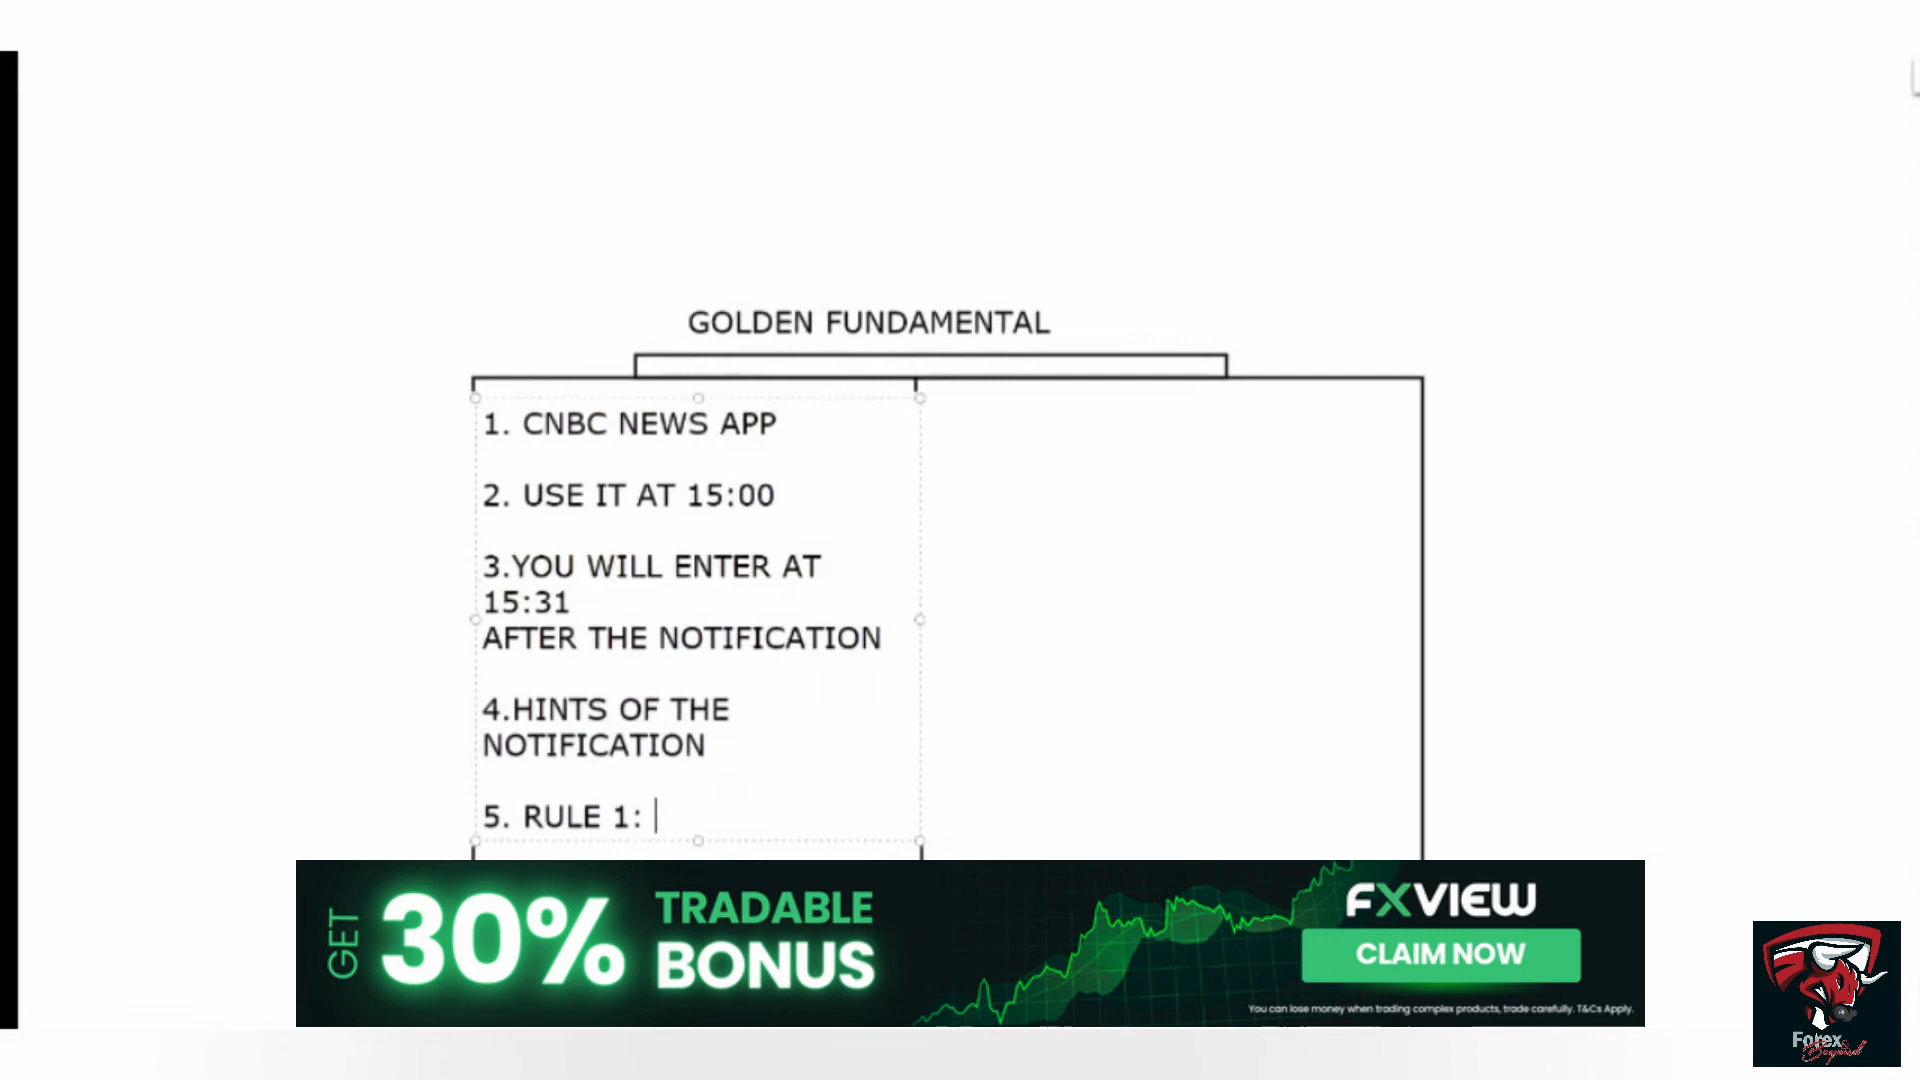 GOLDEN FUNDAMENTAL
1. CNBC NEWS APP
2. USE IT AT 15:00
3.YOU WILL ENTER AT
15:31
AFTER THE NOTIFICATION
4.HINTS OF THE
NOTIFICATION
5. RULE 1:
GET
30%
TRADABLE
BONUS
FXVIEW
CLAIM NOW
You can lose money when trading complex products, trade carefully. T&Cs Apply.
Forex
Beyond